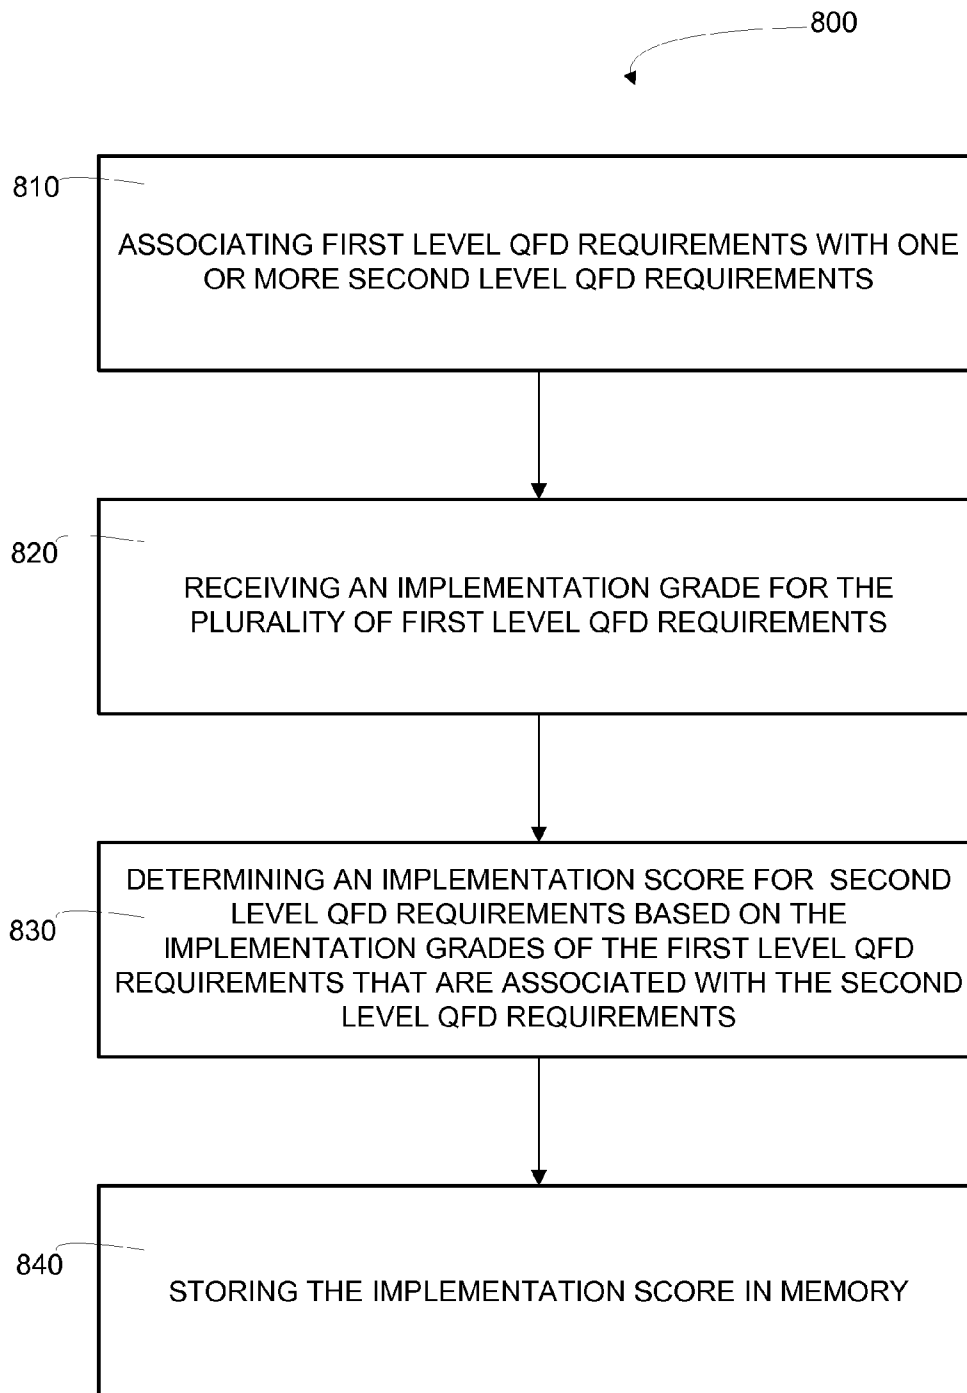 800
810
ASSOCIATING FIRST LEVEL QFD REQUIREMENTS WITH ONE
OR MORE SECOND LEVEL QFD REQUIREMENTS
820
RECEIVING AN IMPLEMENTATION GRADE FOR THE
PLURALITY OF FIRST LEVEL QFD REQUIREMENTS
830
DETERMINING AN IMPLEMENTATION SCORE FOR SECOND
LEVEL QFD REQUIREMENTS BASED ON THE
IMPLEMENTATION GRADES OF THE FIRST LEVEL QFD
REQUIREMENTS THAT ARE ASSOCIATED WITH THE SECOND
LEVEL QFD REQUIREMENTS
840
STORING THE IMPLEMENTATION SCORE IN MEMORY